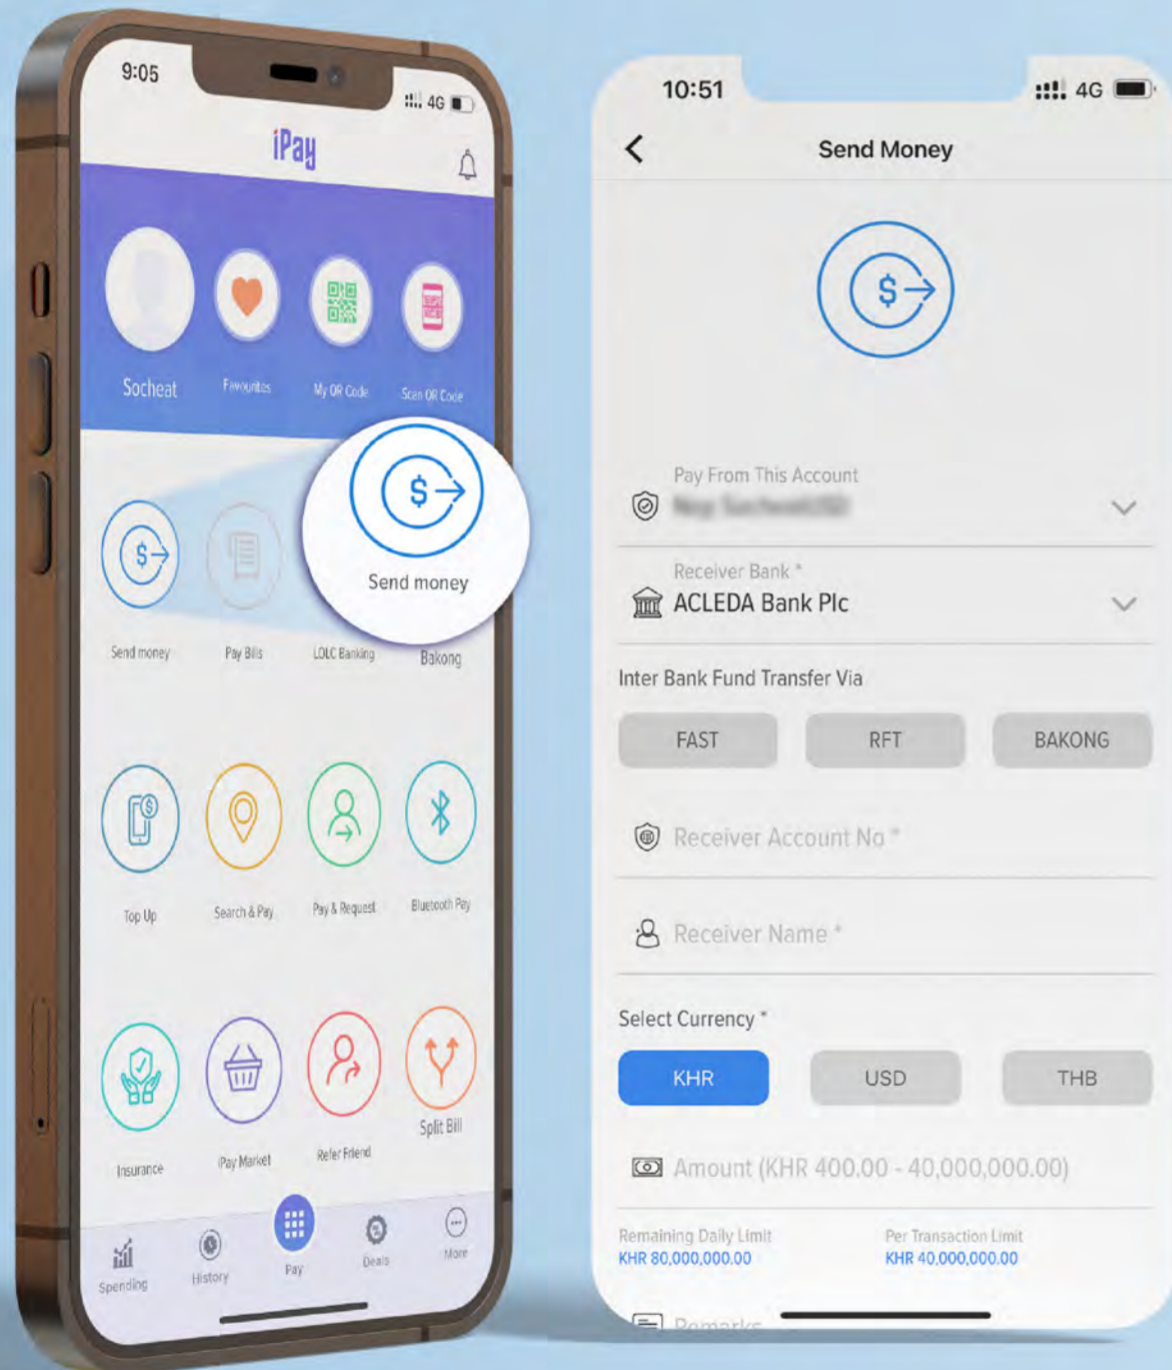 9:05
4G
iPay
Socheat
Favourites
My QR Code
Scan QR Code
Send money
Send money
Pay Bills
LOLC Banking
Bakong
Top Up
Search & Pay
Pay & Request
Bluetooth Pay
Insurance
iPay Market
Refer Friend
Split Bill
Spending
History
Pay
Deals
More
10:51
4G
Send Money
Pay From This Account
Receiver Bank *
ACLEDA Bank Plc
Inter Bank Fund Transfer Via
FAST
RFT
BAKONG
Receiver Account No *
Receiver Name *
Select Currency *
KHR
USD
THB
Amount (KHR 400.00 - 40,000,000.00)
Remaining Daily Limit
KHR 80,000,000.00
Per Transaction Limit
KHR 40,000,000.00
Remarks